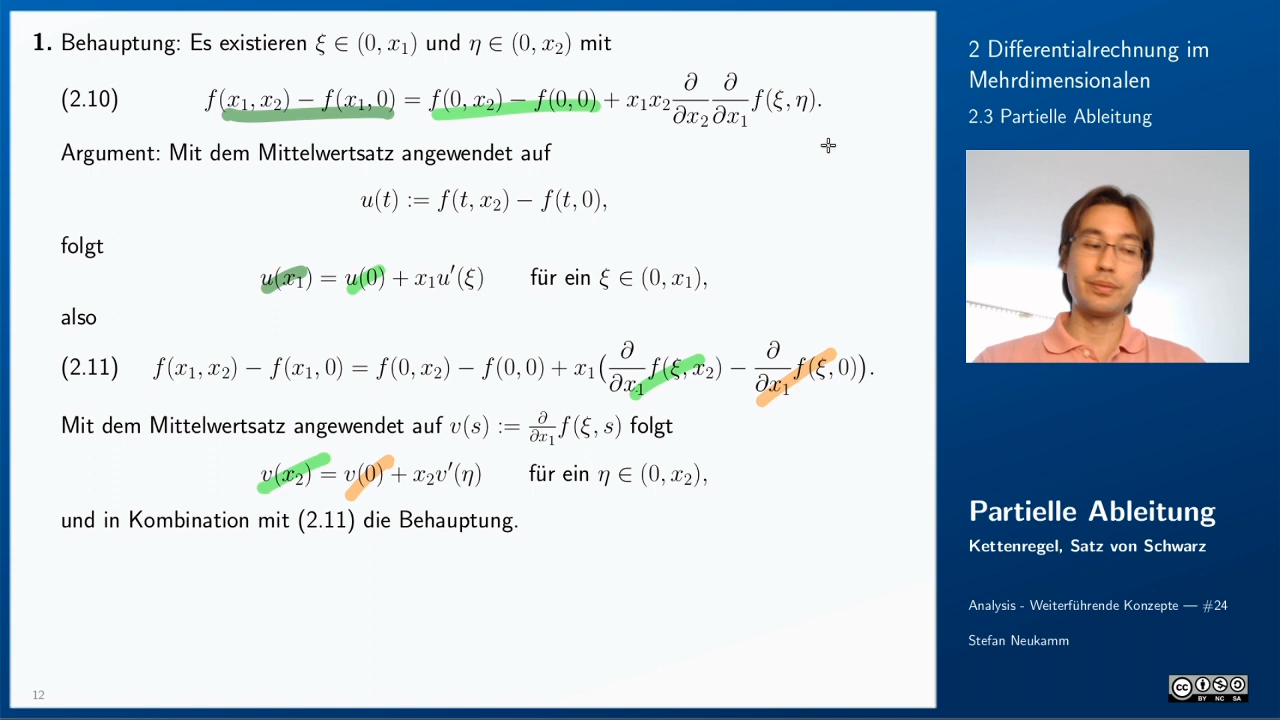 1. Behauptung: Es existieren ξ ∈ (0, x₁) und η ∈ (0, x₂) mit
(2.10) f(x₁, x₂) − f(x₁, 0) = f(0, x₂) − f(0, 0) + x₁x₂ ∂/∂x₂ ∂/∂x₁ f(ξ, η).
Argument: Mit dem Mittelwertsatz angewendet auf
u(t) := f(t, x₂) − f(t, 0),
folgt
u(x₁) = u(0) + x₁u′(ξ) für ein ξ ∈ (0, x₁),
also
(2.11) f(x₁, x₂) − f(x₁, 0) = f(0, x₂) − f(0, 0) + x₁(∂/∂x₁ f(ξ, x₂) − ∂/∂x₁ f(ξ, 0)).
Mit dem Mittelwertsatz angewendet auf v(s) := ∂/∂x₁ f(ξ, s) folgt
v(x₂) = v(0) + x₂v′(η) für ein η ∈ (0, x₂),
und in Kombination mit (2.11) die Behauptung.
12
2 Differentialrechnung im
Mehrdimensionalen
2.3 Partielle Ableitung
Partielle Ableitung
Kettenregel, Satz von Schwarz
Analysis - Weiterführende Konzepte — #24
Stefan Neukamm
cc
BY NC SA